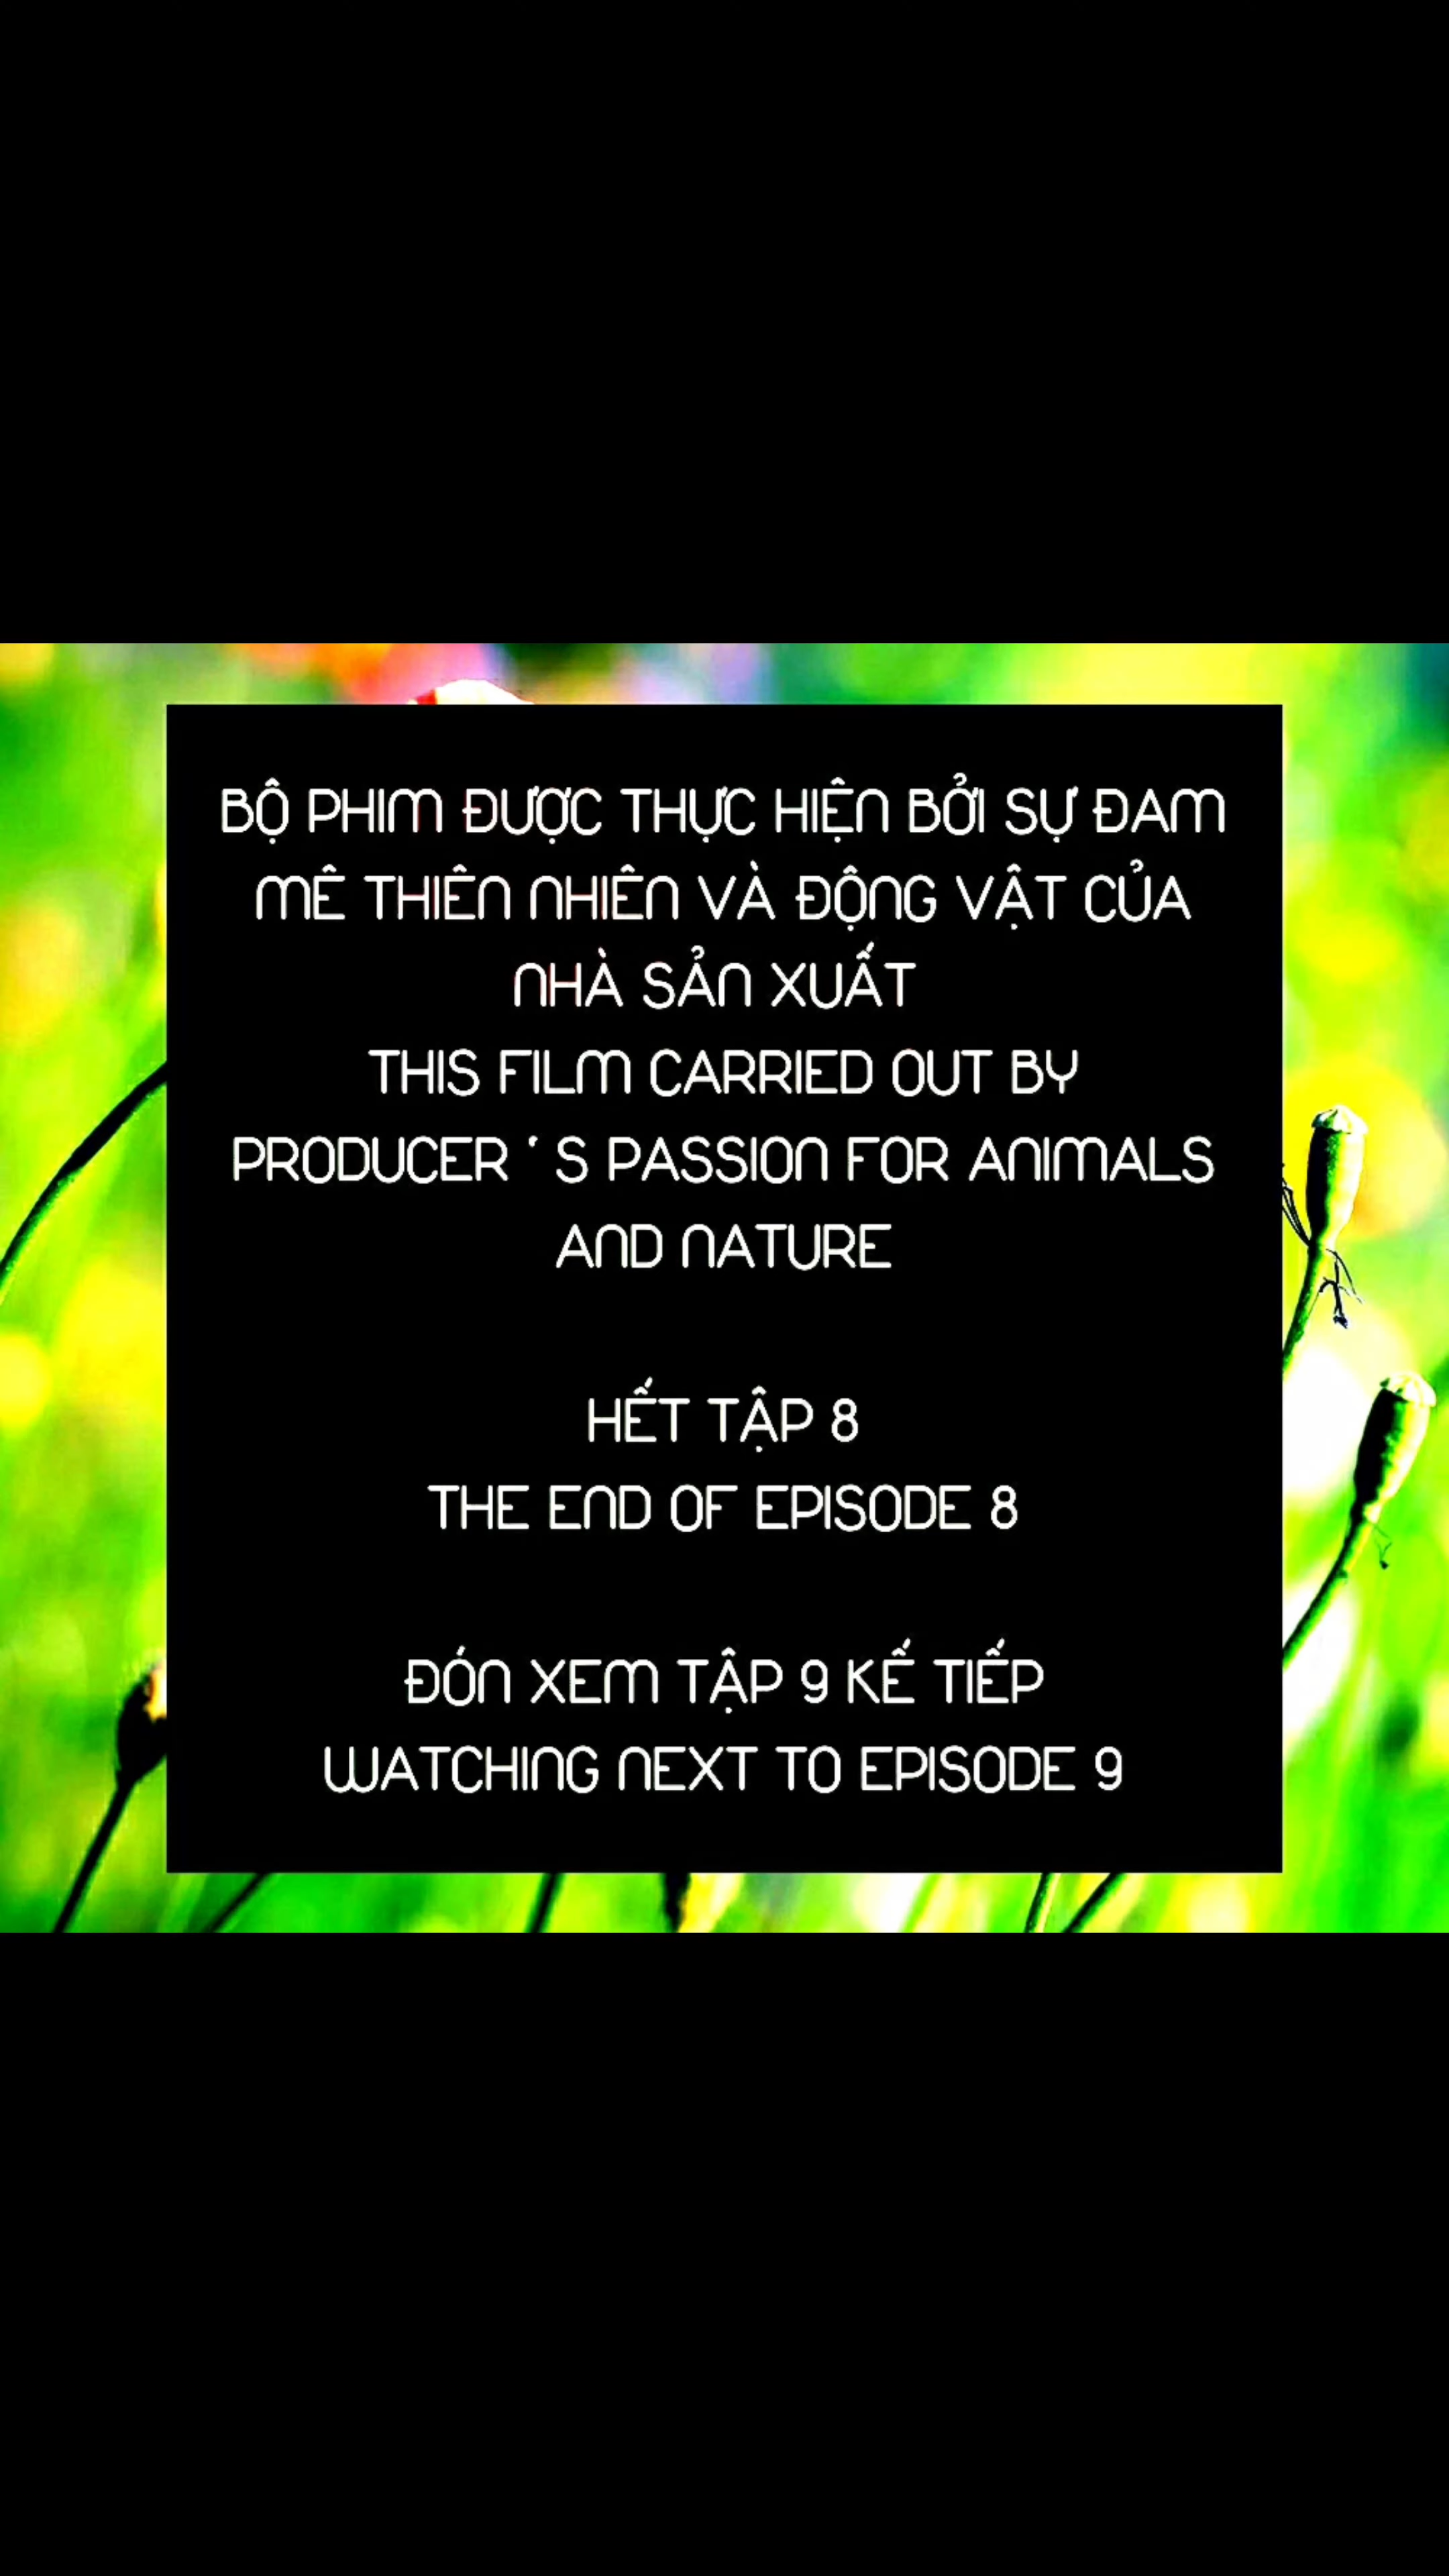 BỘ PHIM ĐƯỢC THỰC HIỆN BỞI SỰ ĐAM
MÊ THIÊN NHIÊN VÀ ĐỘNG VẬT CỦA
NHÀ SẢN XUẤT
THIS FILM CARRIED OUT BY
PRODUCER ' S PASSION FOR ANIMALS
AND NATURE
HẾT TẬP 8
THE END OF EPISODE 8
ĐÓN XEM TẬP 9 KẾ TIẾP
WATCHING NEXT TO EPISODE 9